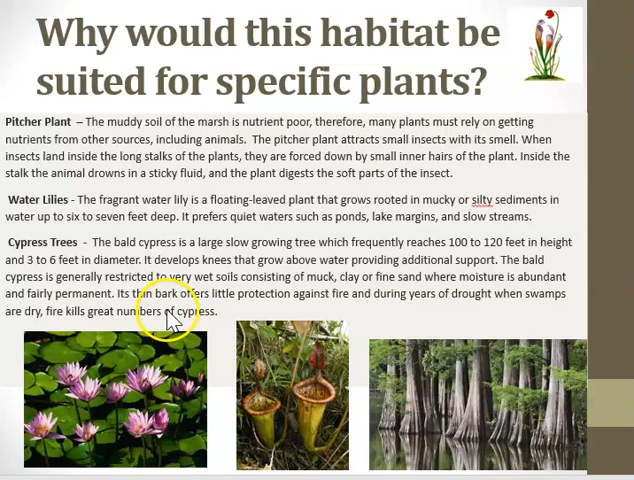 Why would this habitat be
suited for specific plants?
Pitcher Plant – The muddy soil of the marsh is nutrient poor, therefore, many plants must rely on getting
nutrients from other sources, including animals. The pitcher plant attracts small insects with its smell. When
insects land inside the long stalks of the plants, they are forced down by small inner hairs of the plant. Inside the
stalk the animal drowns in a sticky fluid, and the plant digests the soft parts of the insect.
Water Lilies - The fragrant water lily is a floating-leaved plant that grows rooted in mucky or silty sediments in
water up to six to seven feet deep. It prefers quiet waters such as ponds, lake margins, and slow streams.
Cypress Trees - The bald cypress is a large slow growing tree which frequently reaches 100 to 120 feet in height
and 3 to 6 feet in diameter. It develops knees that grow above water providing additional support. The bald
cypress is generally restricted to very wet soils consisting of muck, clay or fine sand where moisture is abundant
and fairly permanent. Its thin bark offers little protection against fire and during years of drought when swamps
are dry, fire kills great numbers of cypress.